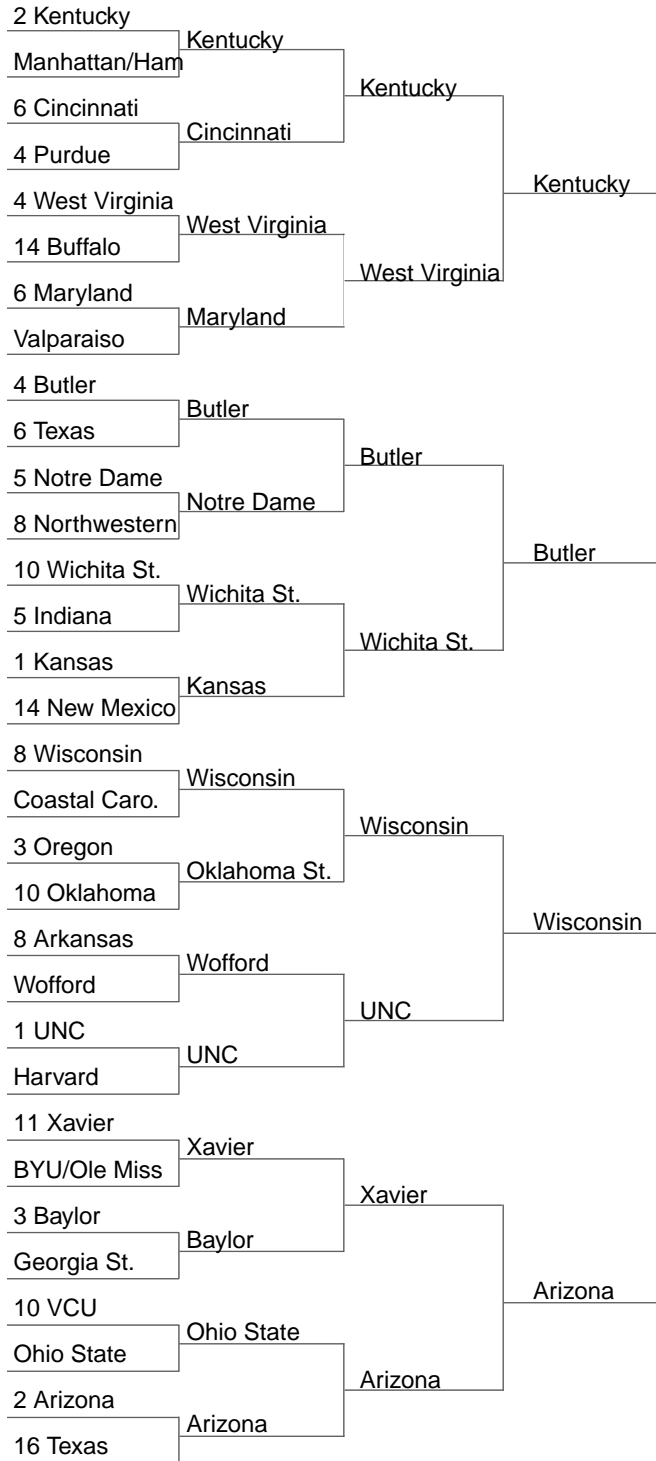 2 Kentucky
Manhattan/Ham
6 Cincinnati
4 Purdue
4 West Virginia
14 Buffalo
6 Maryland
Valparaiso
4 Butler
6 Texas
5 Notre Dame
8 Northwestern
10 Wichita St.
5 Indiana
1 Kansas
14 New Mexico
8 Wisconsin
Coastal Caro.
3 Oregon
10 Oklahoma
8 Arkansas
Wofford
1 UNC
Harvard
11 Xavier
BYU/Ole Miss
3 Baylor
Georgia St.
10 VCU
Ohio State
2 Arizona
16 Texas
Kentucky
Cincinnati
West Virginia
Maryland
Butler
Notre Dame
Wichita St.
Kansas
Wisconsin
Oklahoma St.
Wofford
UNC
Xavier
Baylor
Ohio State
Arizona
Kentucky
West Virginia
Butler
Wichita St.
Wisconsin
UNC
Xavier
Arizona
Kentucky
Butler
Wisconsin
Arizona